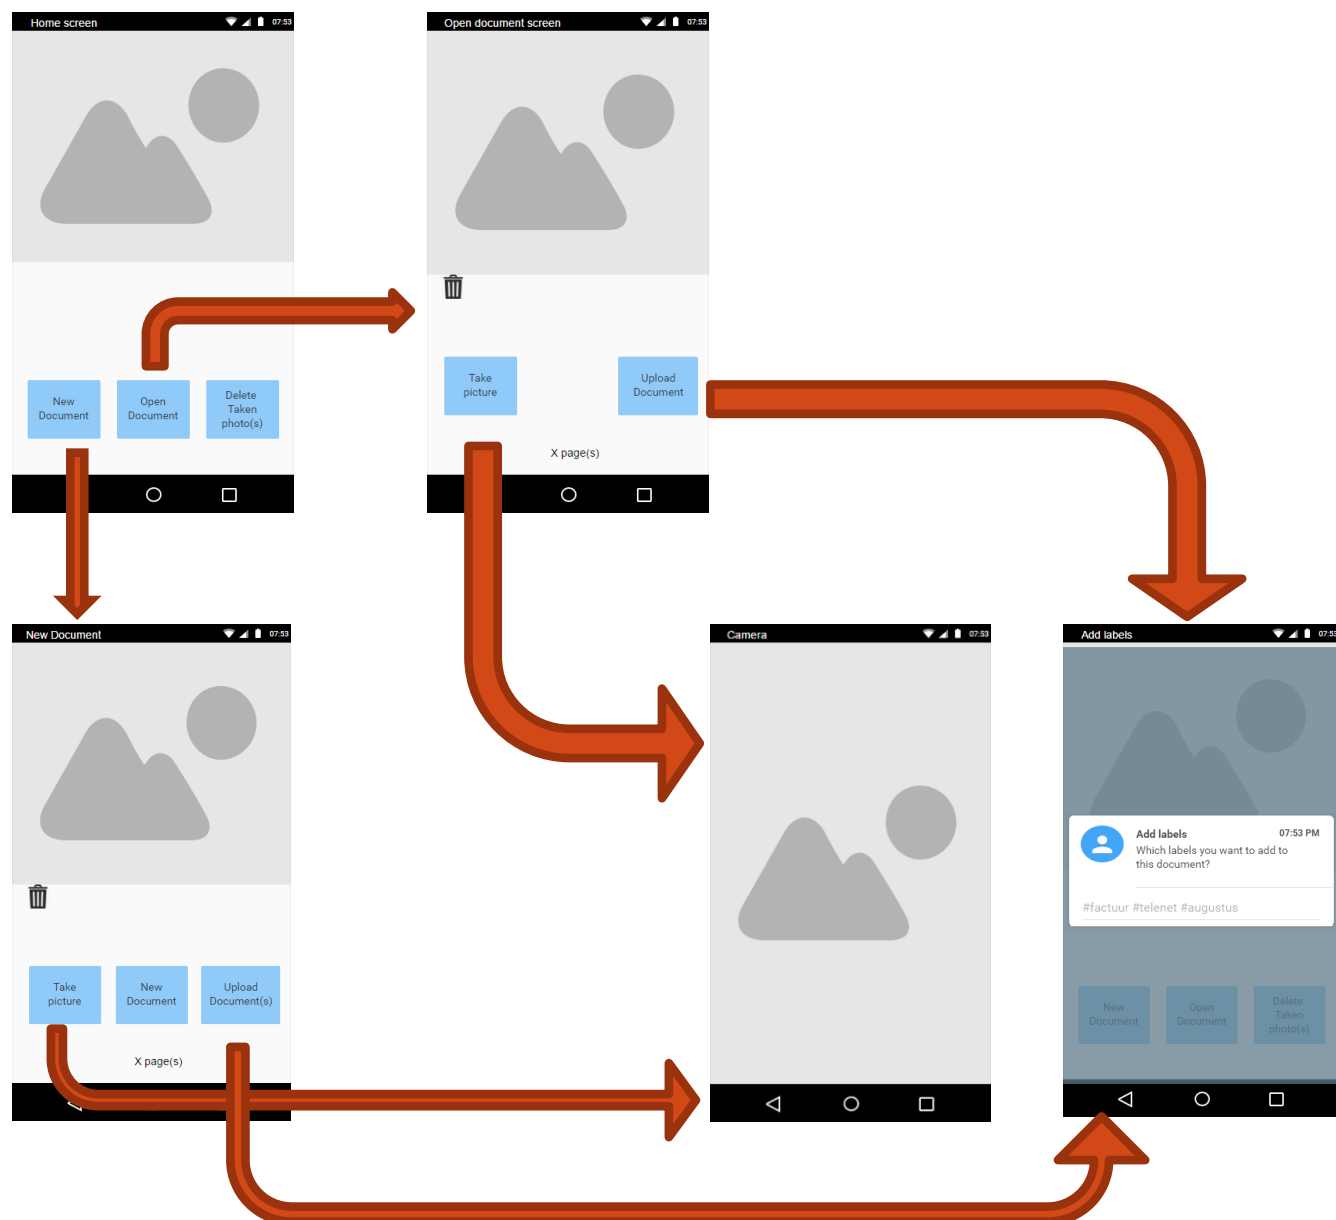 Home screen
07:53
New
Document
Open
Document
Delete
Taken
photo(s)
Open document screen
07:53
Take
picture
Upload
Document
X page(s)
New Document
07:53
Take
picture
New
Document
Upload
Document(s)
X page(s)
Camera
07:53
Add labels
07:53
Add labels
07:53 PM
Which labels you want to add to
this document?
#factuur #telenet #augustus
New
Document
Open
Document
Delete
Taken
photo(s)